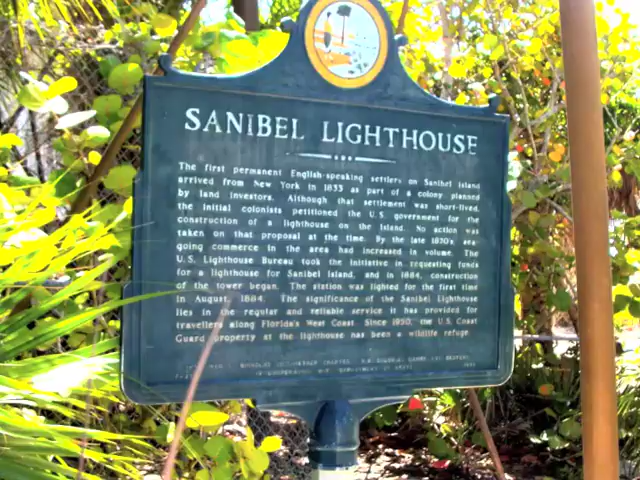 SANIBEL LIGHTHOUSE
The first permanent English-speaking settlers on Sanibel Island
arrived from New York in 1833 as part of a colony planned
by land investors. Although that settlement was short-lived,
the initial colonists petitioned the U.S. government for the
construction of a lighthouse on the Island. No action was
taken on that proposal at the time. By the late 1870's, sea-
going commerce in the area had increased in volume. The
U.S. Lighthouse Bureau took the initiative in requesting funds
for a lighthouse for Sanibel Island, and in 1884, construction
of the tower began. The station was lighted for the first time
in August, 1884. The significance of the Sanibel Lighthouse
lies in the regular and reliable service it has provided for
travellers along Florida's West Coast. Since 1950, the U.S. Coast
Guard property at the lighthouse has been a wildlife refuge.